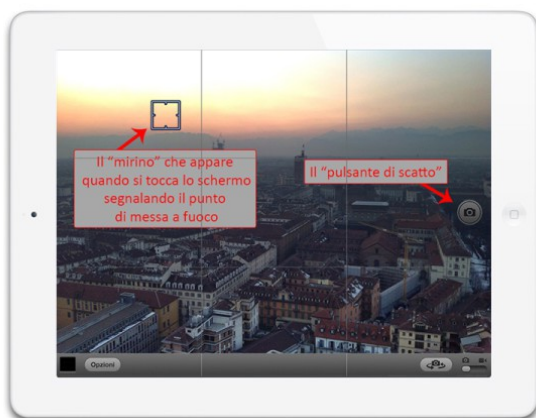 Il “mirino” che appare
quando si tocca lo schermo
segnalando il punto
di messa a fuoco
Il “pulsante di scatto”
Opzioni